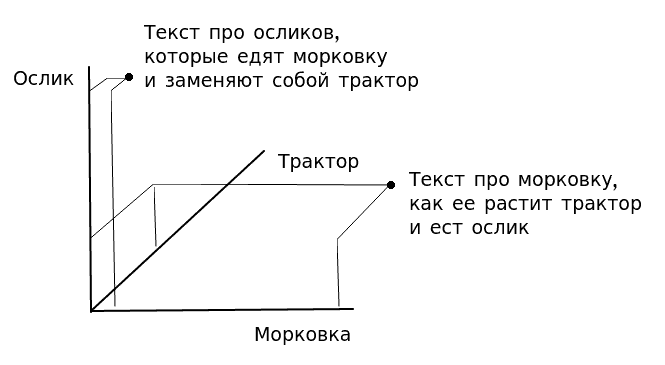 Текст про осликов,
которые едят морковку
и заменяют собой трактор
Ослик
Трактор
Текст про морковку,
как ее растит трактор
и ест ослик
Морковка